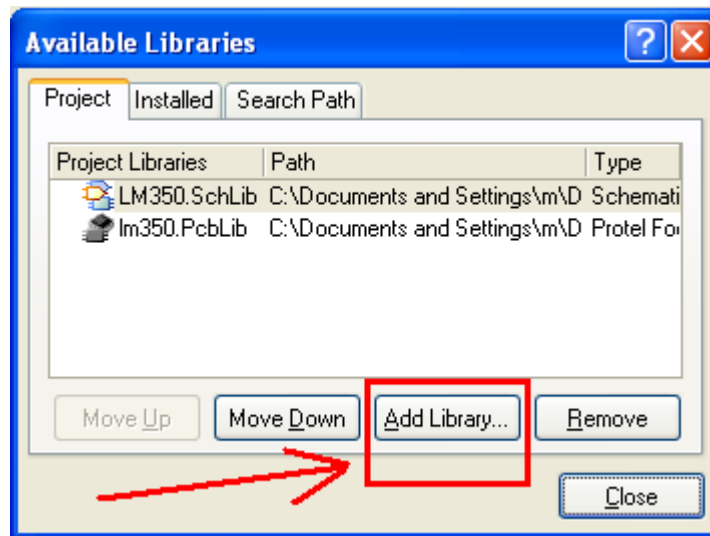 Available Libraries
Project Installed Search Path
Project Libraries Path Type
LM350.SchLib C:\Documents and Settings\m\D Schemati
lm350.PcbLib C:\Documents and Settings\m\D Protel Fo
Move Up Move Down Add Library... Remove
Close